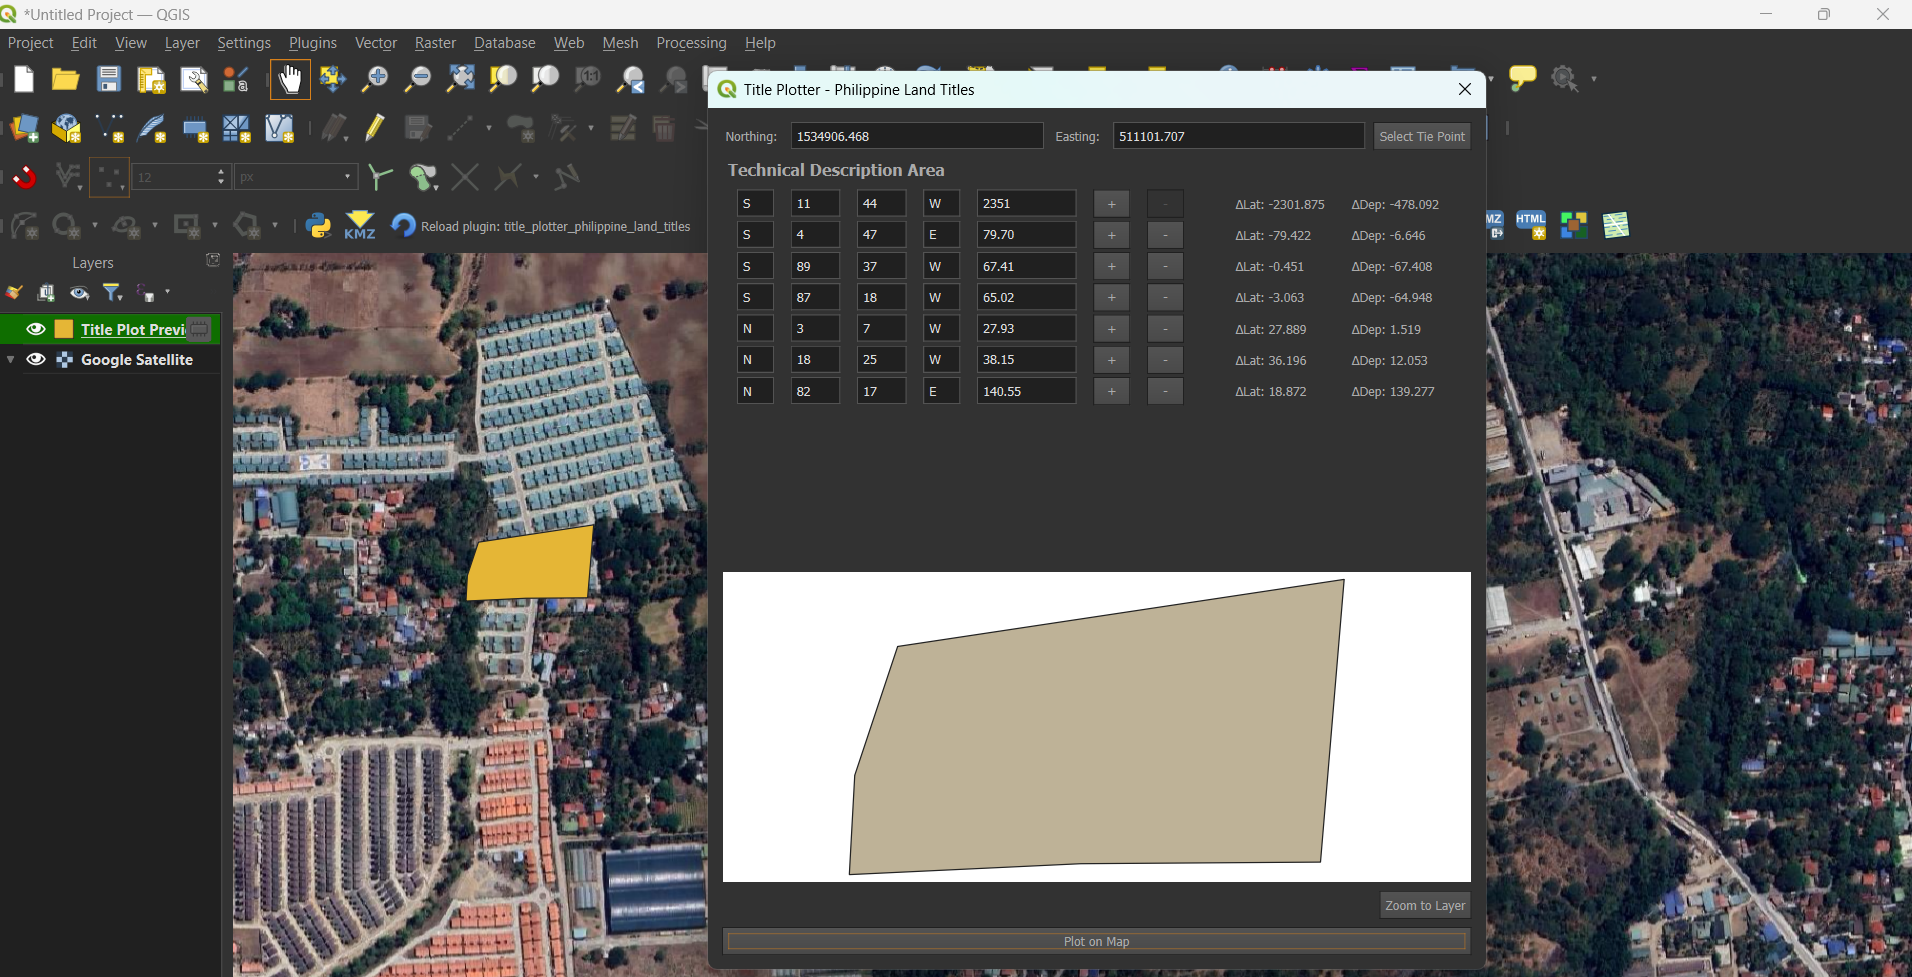 *Untitled Project — QGIS
Project Edit View Layer Settings Plugins Vector Raster Database Web Mesh Processing Help
1:1
Title Plotter - Philippine Land Titles
Northing: 1534906.468 Easting: 511101.707 Select Tie Point
12 px
Technical Description Area
S 11 44 W 2351 + - ΔLat: -2301.875 ΔDep: -478.092
KMZ Reload plugin: title_plotter_philippine_land_titles
MZ HTML
S 4 47 E 79.70 + - ΔLat: -79.422 ΔDep: -6.646
S 89 37 W 67.41 + - ΔLat: -0.451 ΔDep: -67.408
S 87 18 W 65.02 + - ΔLat: -3.063 ΔDep: -64.948
N 3 7 W 27.93 + - ΔLat: 27.889 ΔDep: 1.519
N 18 25 W 38.15 + - ΔLat: 36.196 ΔDep: 12.053
N 82 17 E 140.55 + - ΔLat: 18.872 ΔDep: 139.277
Layers
Title Plot Previ
Google Satellite
Zoom to Layer
Plot on Map